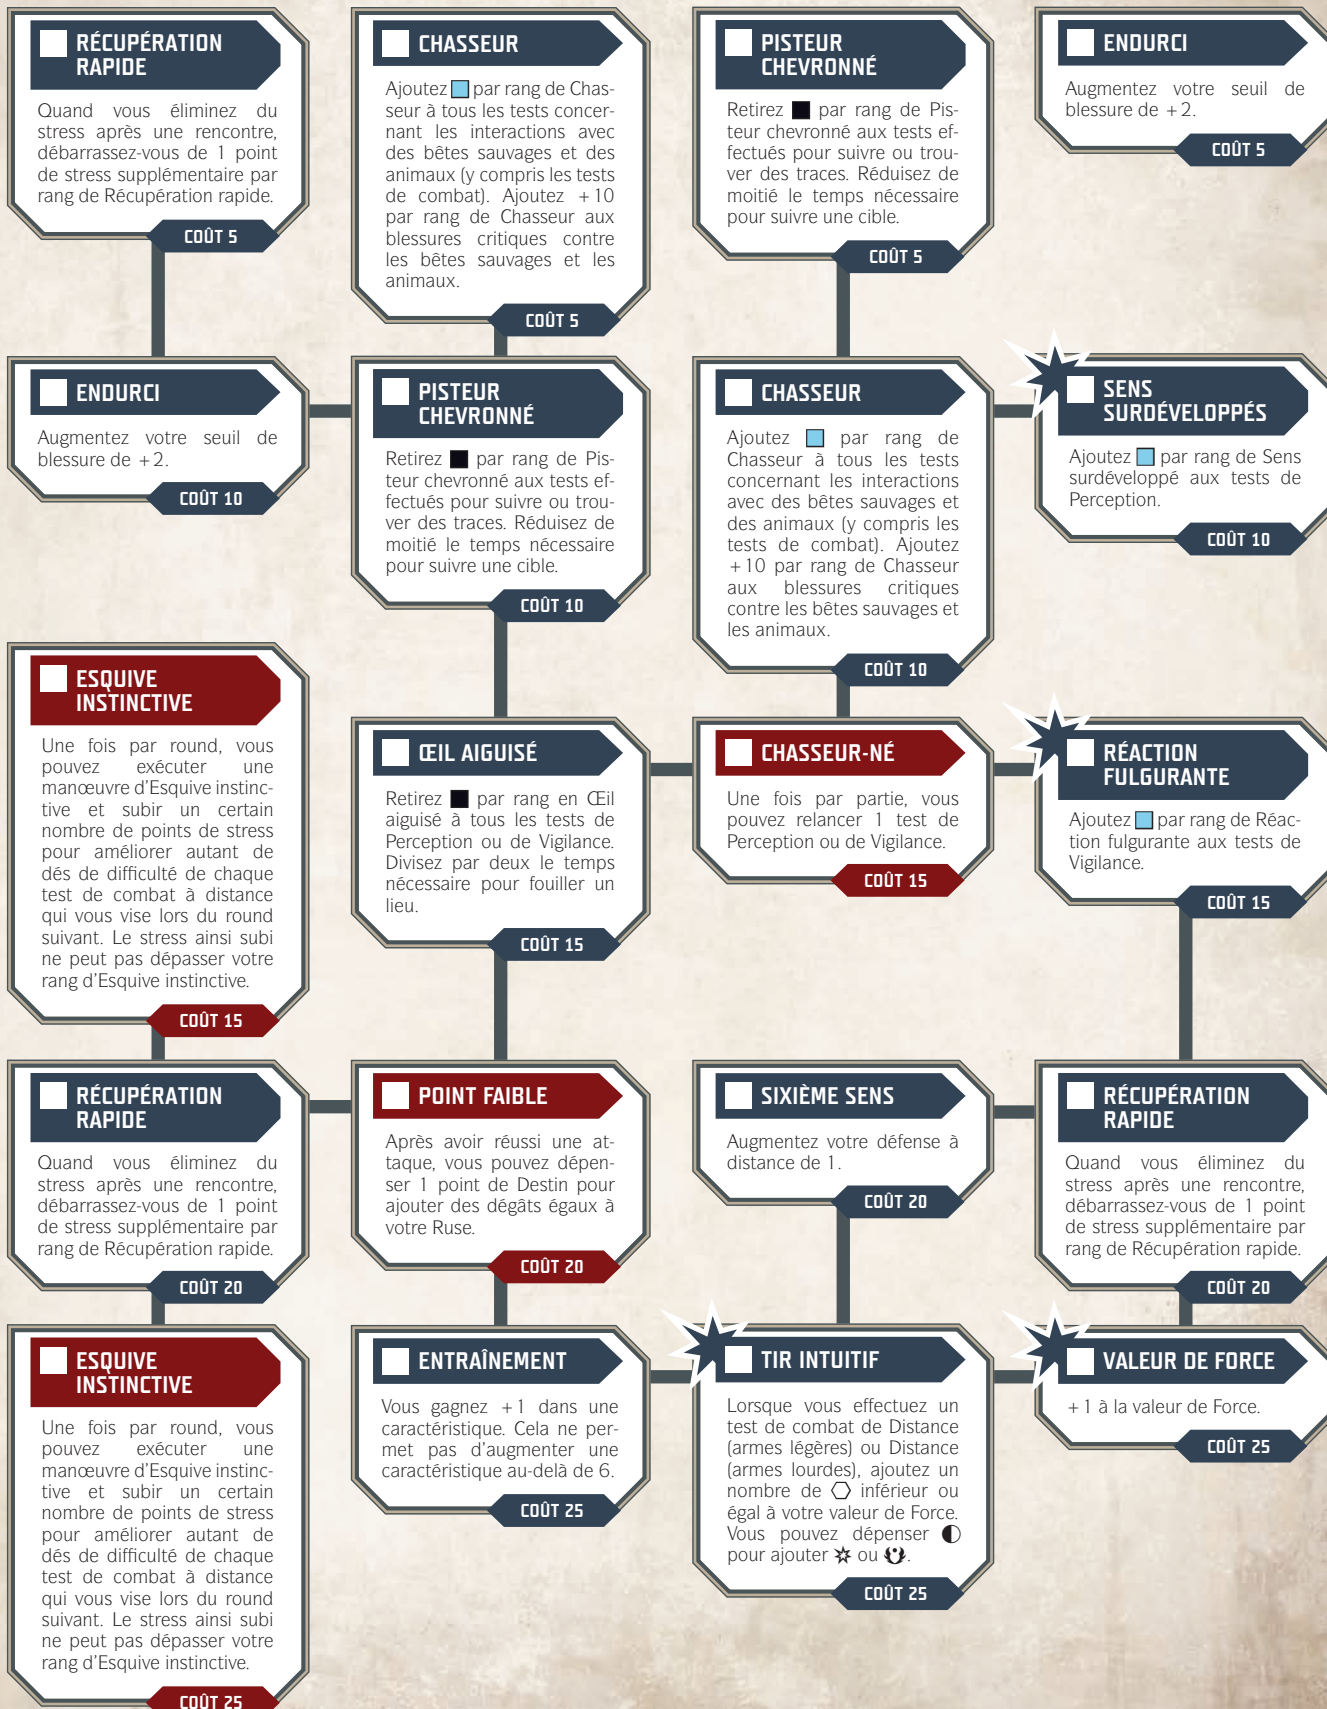 RÉCUPÉRATION
RAPIDE
Quand vous éliminez du
stress après une rencontre,
débarrassez-vous de 1 point
de stress supplémentaire par
rang de Récupération rapide.
COÛT 5
CHASSEUR
Ajoutez par rang de Chas-
seur à tous les tests concer-
nant les interactions avec
des bêtes sauvages et des
animaux (y compris les tests
de combat). Ajoutez +10
par rang de Chasseur aux
blessures critiques contre
les bêtes sauvages et les
animaux.
COÛT 5
PISTEUR
CHEVRONNÉ
Retirez par rang de Pis-
teur chevronné aux tests ef-
fectués pour suivre ou trou-
ver des traces. Réduisez de
moitié le temps nécessaire
pour suivre une cible.
COÛT 5
ENDURCI
Augmentez votre seuil de
blessure de +2.
COÛT 5
ENDURCI
Augmentez votre seuil de
blessure de +2.
COÛT 10
PISTEUR
CHEVRONNÉ
Retirez par rang de Pis-
teur chevronné aux tests ef-
fectués pour suivre ou trou-
ver des traces. Réduisez de
moitié le temps nécessaire
pour suivre une cible.
COÛT 10
CHASSEUR
Ajoutez par rang de
Chasseur à tous les tests
concernant les interactions
avec des bêtes sauvages et
des animaux (y compris les
tests de combat). Ajoutez
+10 par rang de Chasseur
aux blessures critiques
contre les bêtes sauvages et
les animaux.
COÛT 10
SENS
SURDÉVELOPPÉS
Ajoutez par rang de Sens
surdéveloppé aux tests de
Perception.
COÛT 10
ESQUIVE
INSTINCTIVE
Une fois par round, vous
pouvez exécuter une
manœuvre d'Esquive instinc-
tive et subir un certain
nombre de points de stress
pour améliorer autant de
dés de difficulté de chaque
test de combat à distance
qui vous vise lors du round
suivant. Le stress ainsi subi
ne peut pas dépasser votre
rang d'Esquive instinctive.
COÛT 15
ŒIL AIGUISÉ
Retirez par rang en Œil
aiguisé à tous les tests de
Perception ou de Vigilance.
Divisez par deux le temps
nécessaire pour fouiller un
lieu.
COÛT 15
CHASSEUR-NÉ
Une fois par partie, vous
pouvez relancer 1 test de
Perception ou de Vigilance.
COÛT 15
RÉACTION
FULGURANTE
Ajoutez par rang de Réac-
tion fulgurante aux tests de
Vigilance.
COÛT 15
RÉCUPÉRATION
RAPIDE
Quand vous éliminez du
stress après une rencontre,
débarrassez-vous de 1 point
de stress supplémentaire par
rang de Récupération rapide.
COÛT 20
POINT FAIBLE
Après avoir réussi une at-
taque, vous pouvez dépen-
ser 1 point de Destin pour
ajouter des dégâts égaux à
votre Ruse.
COÛT 20
SIXIÈME SENS
Augmentez votre défense à
distance de 1.
COÛT 20
RÉCUPÉRATION
RAPIDE
Quand vous éliminez du
stress après une rencontre,
débarrassez-vous de 1 point
de stress supplémentaire par
rang de Récupération rapide.
COÛT 20
ESQUIVE
INSTINCTIVE
Une fois par round, vous
pouvez exécuter une
manœuvre d'Esquive instinc-
tive et subir un certain
nombre de points de stress
pour améliorer autant de
dés de difficulté de chaque
test de combat à distance
qui vous vise lors du round
suivant. Le stress ainsi subi
ne peut pas dépasser votre
rang d'Esquive instinctive.
COÛT 25
ENTRAÎNEMENT
Vous gagnez +1 dans une
caractéristique. Cela ne per-
met pas d'augmenter une
caractéristique au-delà de 6.
COÛT 25
TIR INTUITIF
Lorsque vous effectuez un
test de combat de Distance
(armes légères) ou Distance
(armes lourdes), ajoutez un
nombre de inférieur ou
égal à votre valeur de Force.
Vous pouvez dépenser
pour ajouter ou .
COÛT 25
VALEUR DE FORCE
+1 à la valeur de Force.
COÛT 25